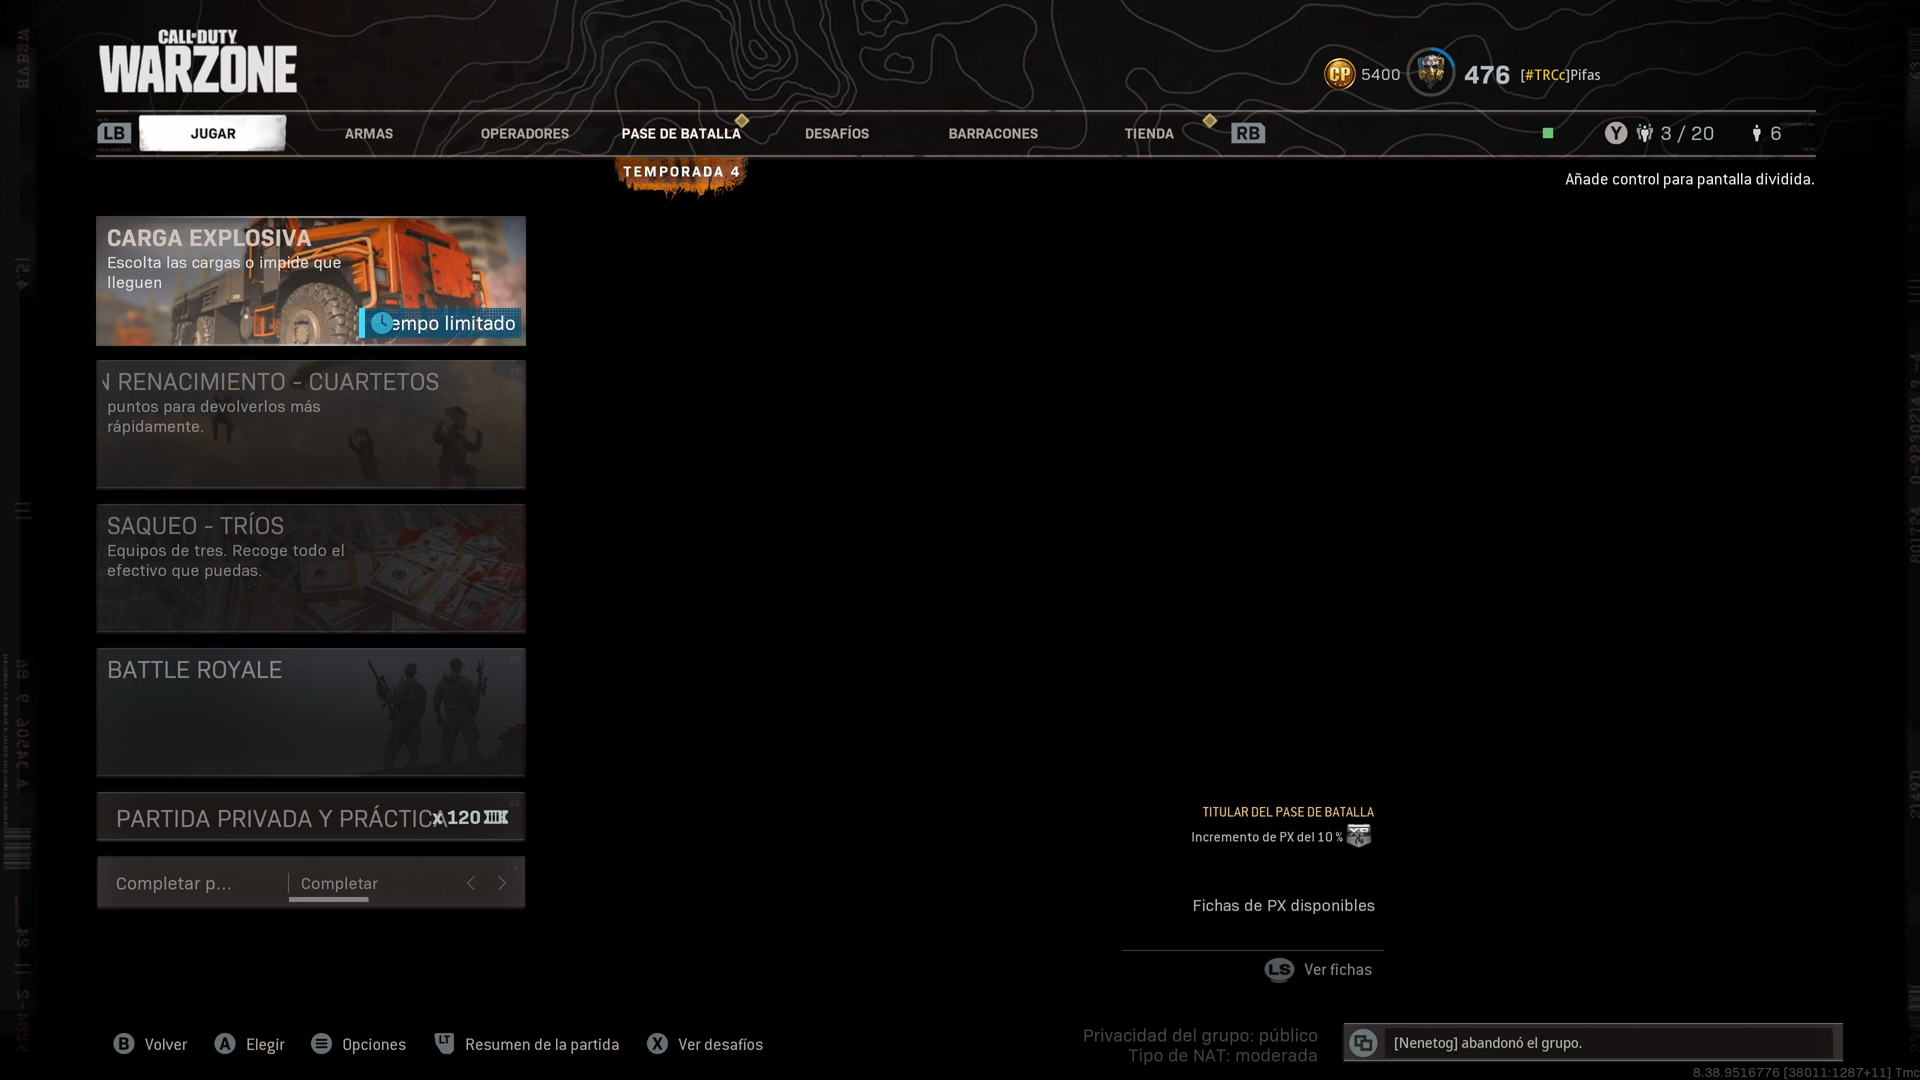 CALL OF DUTY
WARZONE
CP 5400
476 [#TRCc]Pifas
LB JUGAR ARMAS OPERADORES PASE DE BATALLA DESAFÍOS BARRACONES TIENDA RB
Y 3 / 20 6
TEMPORADA 4
Añade control para pantalla dividida.
CARGA EXPLOSIVA
Escolta las cargas o impide que
lleguen
empo limitado
N RENACIMIENTO - CUARTETOS
puntos para devolverlos más
rápidamente.
SAQUEO - TRÍOS
Equipos de tres. Recoge todo el
efectivo que puedas.
BATTLE ROYALE
PARTIDA PRIVADA Y PRÁCTICA x120
Completar p... Completar
TITULAR DEL PASE DE BATALLA
Incremento de PX del 10 %
Fichas de PX disponibles
LS Ver fichas
B Volver A Elegir Opciones LT Resumen de la partida X Ver desafíos
Privacidad del grupo: público
Tipo de NAT: moderada
[Nenetog] abandonó el grupo.
8.38.9516776 [38011:1287+11] Tmc